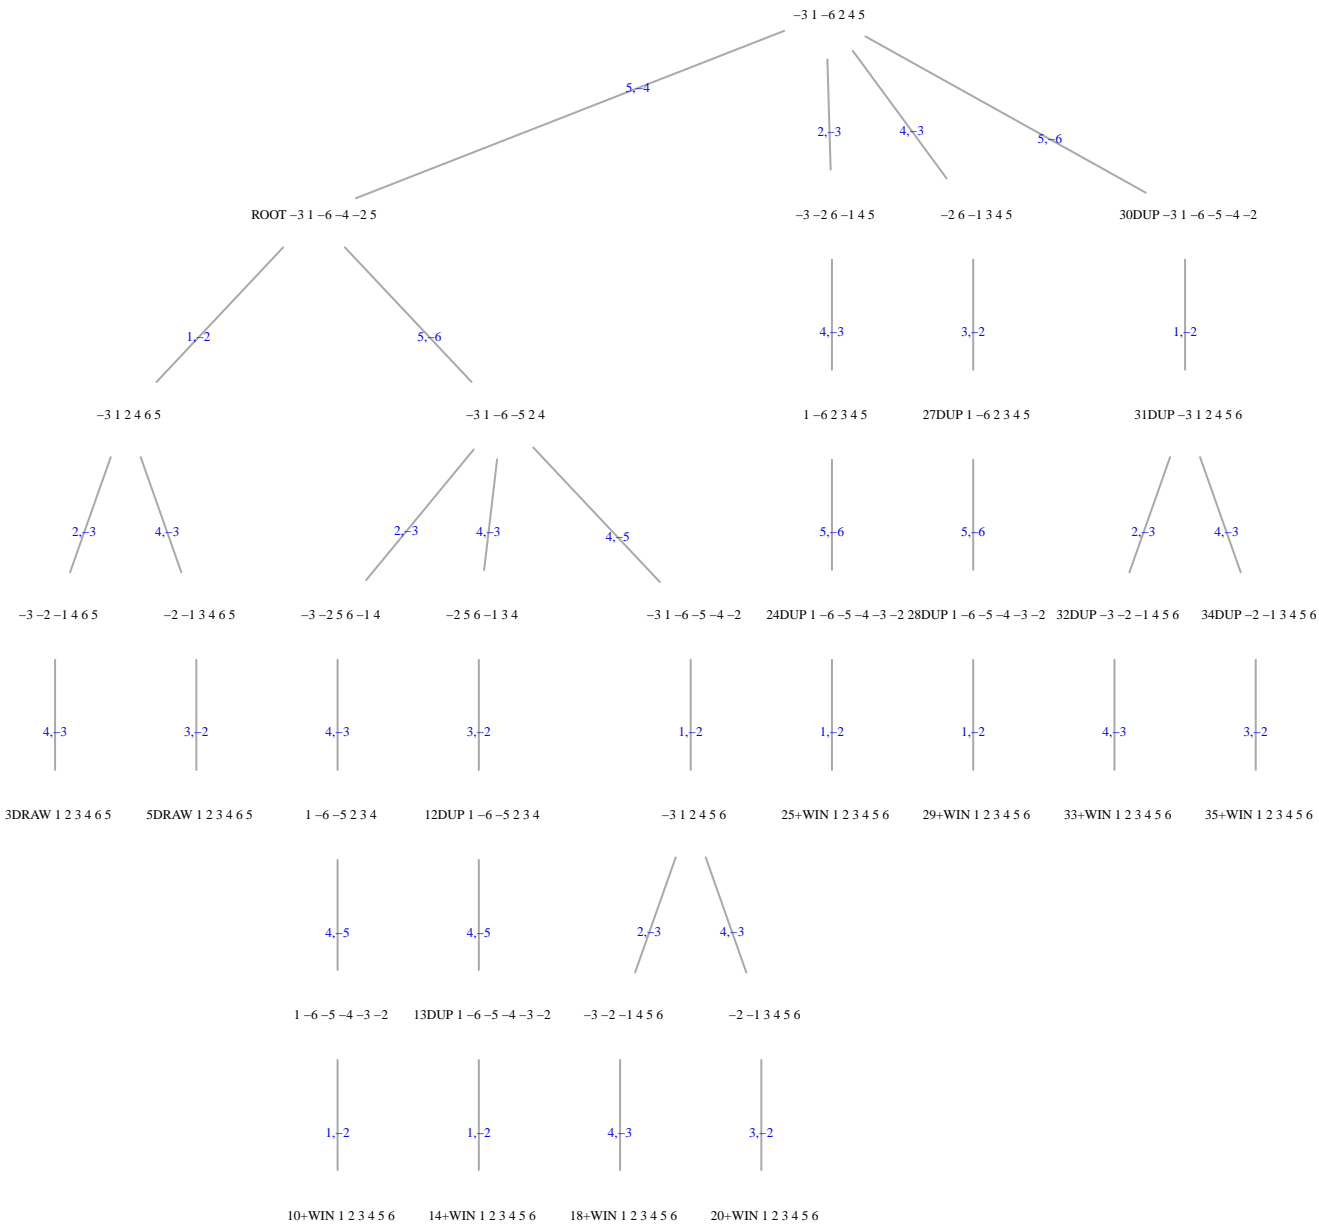 −3 1 −6 2 4 5
5,−4
2,−3
4,−3
5,−6
ROOT −3 1 −6 −4 −2 5
−3 −2 6 −1 4 5
−2 6 −1 3 4 5
30DUP −3 1 −6 −5 −4 −2
1,−2
5,−6
4,−3
3,−2
1,−2
−3 1 2 4 6 5
−3 1 −6 −5 2 4
1 −6 2 3 4 5
27DUP 1 −6 2 3 4 5
31DUP −3 1 2 4 5 6
2,−3
4,−3
2,−3
4,−3
4,−5
5,−6
5,−6
2,−3
4,−3
−3 −2 −1 4 6 5
−2 −1 3 4 6 5
−3 −2 5 6 −1 4
−2 5 6 −1 3 4
−3 1 −6 −5 −4 −2
24DUP 1 −6 −5 −4 −3 −2
28DUP 1 −6 −5 −4 −3 −2
32DUP −3 −2 −1 4 5 6
34DUP −2 −1 3 4 5 6
4,−3
3,−2
4,−3
3,−2
1,−2
1,−2
1,−2
4,−3
3,−2
3DRAW 1 2 3 4 6 5
5DRAW 1 2 3 4 6 5
1 −6 −5 2 3 4
12DUP 1 −6 −5 2 3 4
−3 1 2 4 5 6
25+WIN 1 2 3 4 5 6
29+WIN 1 2 3 4 5 6
33+WIN 1 2 3 4 5 6
35+WIN 1 2 3 4 5 6
4,−5
4,−5
2,−3
4,−3
1 −6 −5 −4 −3 −2
13DUP 1 −6 −5 −4 −3 −2
−3 −2 −1 4 5 6
−2 −1 3 4 5 6
1,−2
1,−2
4,−3
3,−2
10+WIN 1 2 3 4 5 6
14+WIN 1 2 3 4 5 6
18+WIN 1 2 3 4 5 6
20+WIN 1 2 3 4 5 6